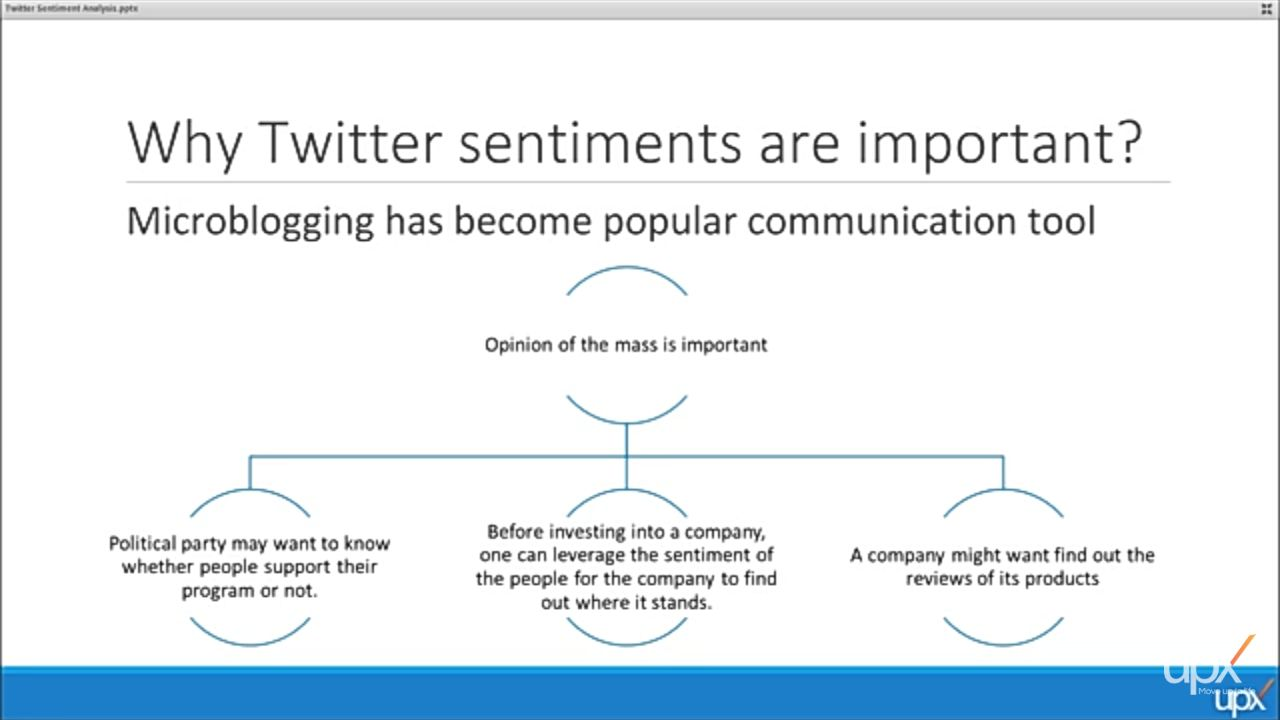 Twitter Sentiment Analysis.pptx
Why Twitter sentiments are important?
Microblogging has become popular communication tool
Opinion of the mass is important
Political party may want to know
whether people support their
program or not.
Before investing into a company,
one can leverage the sentiment of
the people for the company to find
out where it stands.
A company might want find out the
reviews of its products
upx
upx